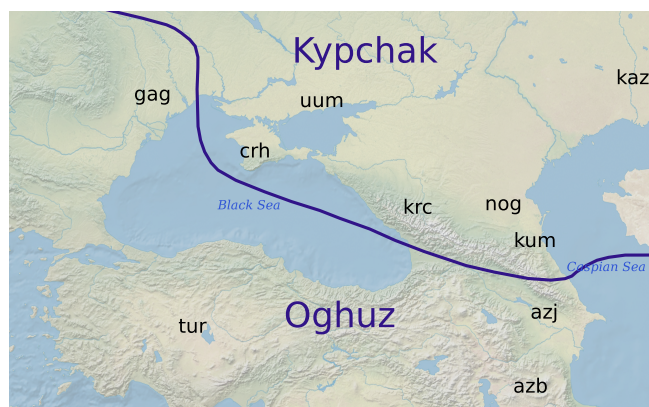 Kypchak
kaz
gag
uum
crh
Black Sea
krc
nog
kum
Caspian Sea
Oghuz
tur
azj
azb